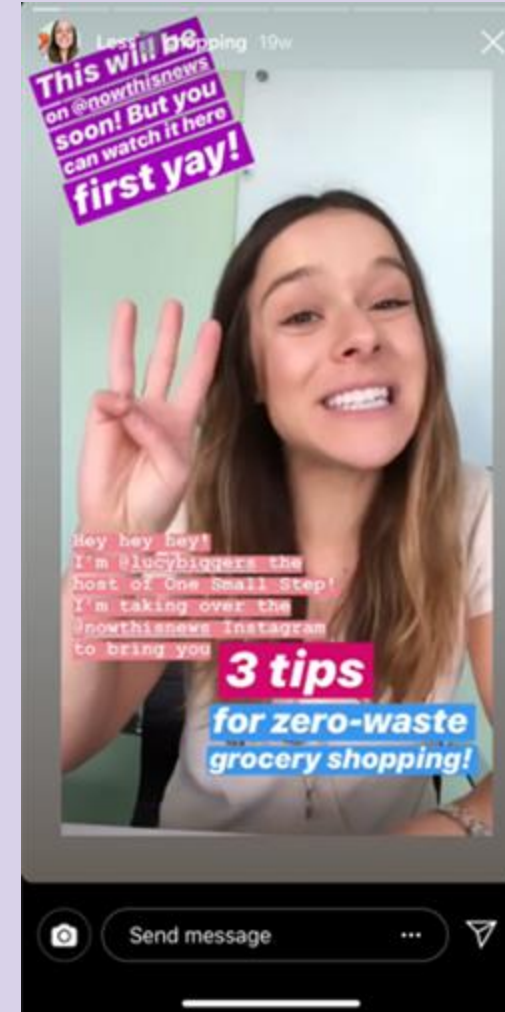 Less shopping 19w
This will be
on @nowthisnews
soon! But you
can watch it here
first yay!
Hey hey hey!
I'm @lucybiggers the
host of One Small Step!
I'm taking over the
@nowthisnews Instagram
to bring you
3 tips
for zero-waste
grocery shopping!
Send message